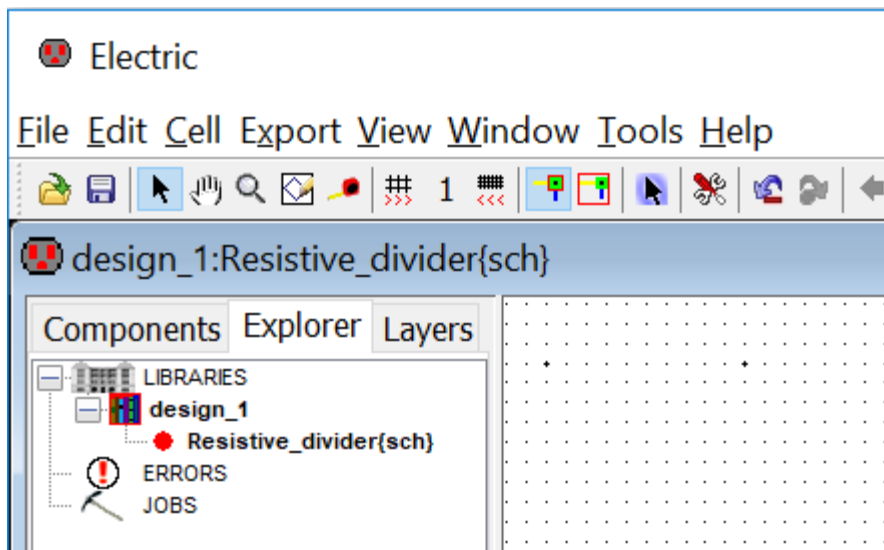 Electric
File Edit Cell Export View Window Tools Help
1
design_1:Resistive_divider{sch}
Components Explorer Layers
LIBRARIES
design_1
Resistive_divider{sch}
ERRORS
JOBS